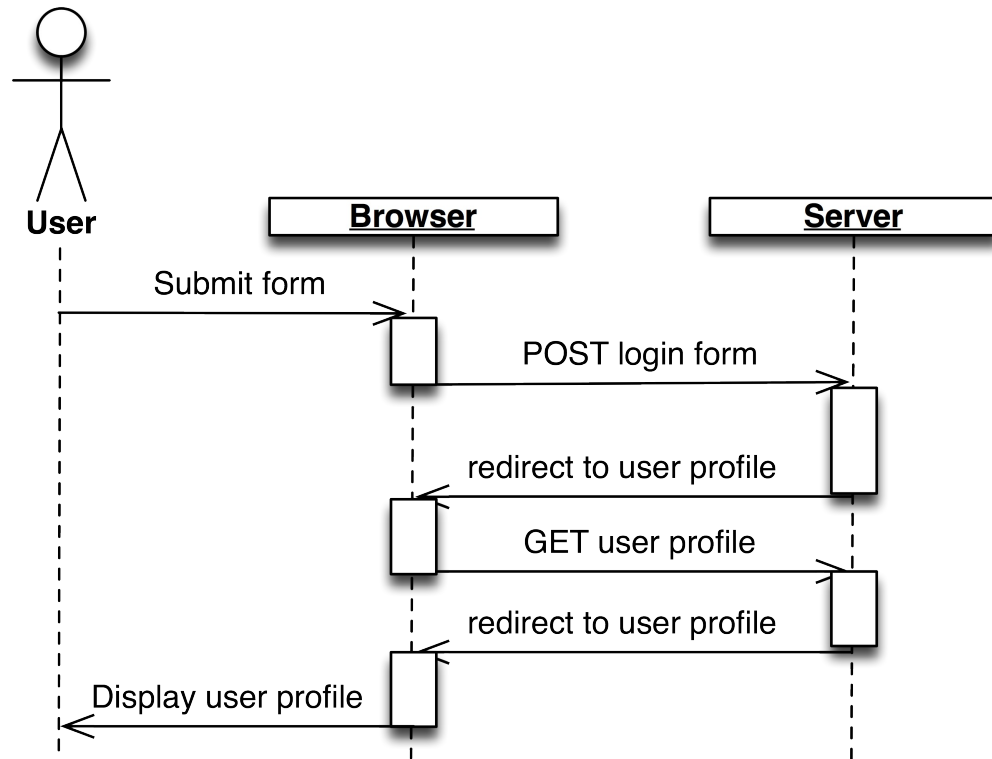 User
Browser
Server
Submit form
POST login form
redirect to user profile
GET user profile
redirect to user profile
Display user profile